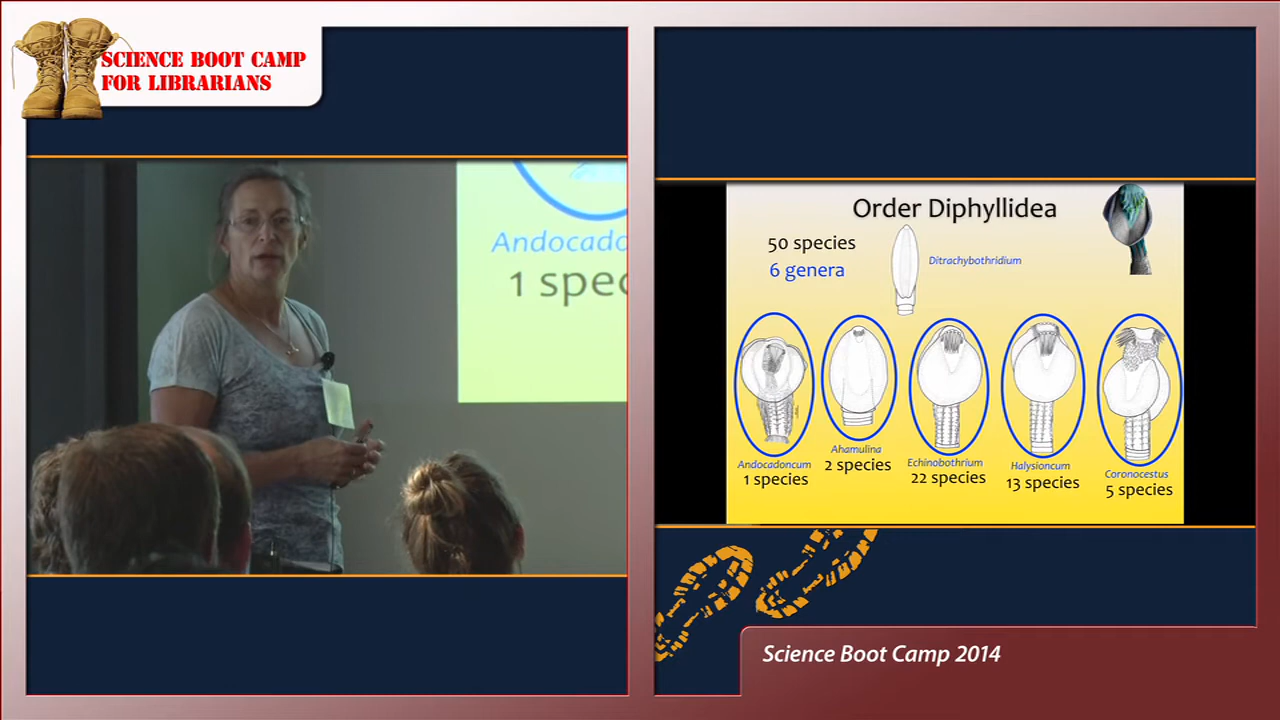 SCIENCE BOOT CAMP
FOR LIBRARIANS
Andocado
1 spec
Order Diphyllidea
50 species
6 genera
Ditrachybothridium
Andocadoncum
1 species
Ahamulina
2 species
Echinobothrium
22 species
Halysioncum
13 species
Coronocestus
5 species
Science Boot Camp 2014